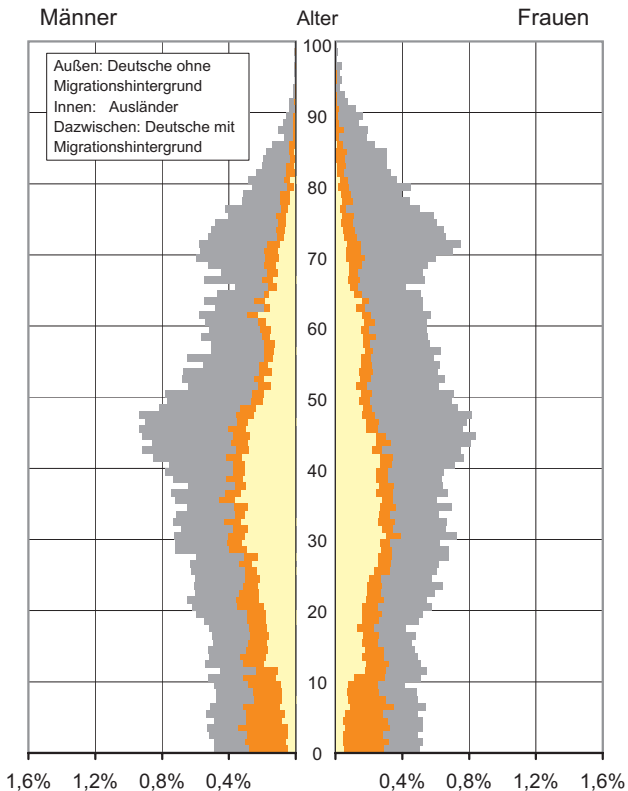 Männer Alter Frauen
100
Außen: Deutsche ohne
Migrationshintergrund
Innen: Ausländer
Dazwischen: Deutsche mit
Migrationshintergrund
90
80
70
60
50
40
30
20
10
0
1,6% 1,2% 0,8% 0,4% 0,4% 0,8% 1,2% 1,6%